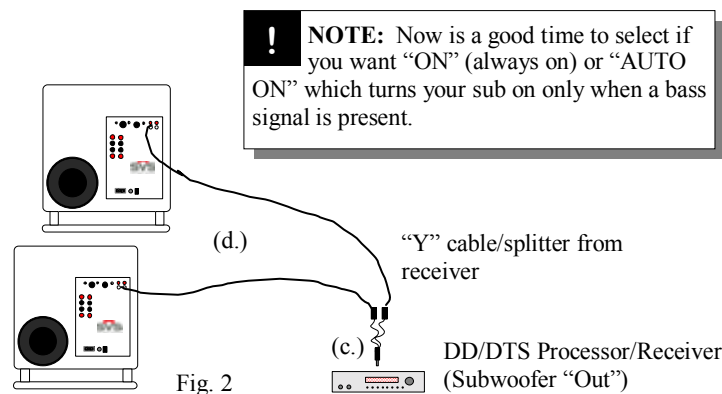 ! NOTE: Now is a good time to select if
you want “ON” (always on) or “AUTO
ON” which turns your sub on only when a bass
signal is present.
(d.)
“Y” cable/splitter from
receiver
(c.)
DD/DTS Processor/Receiver
(Subwoofer “Out”)
Fig. 2
SVS
SVS